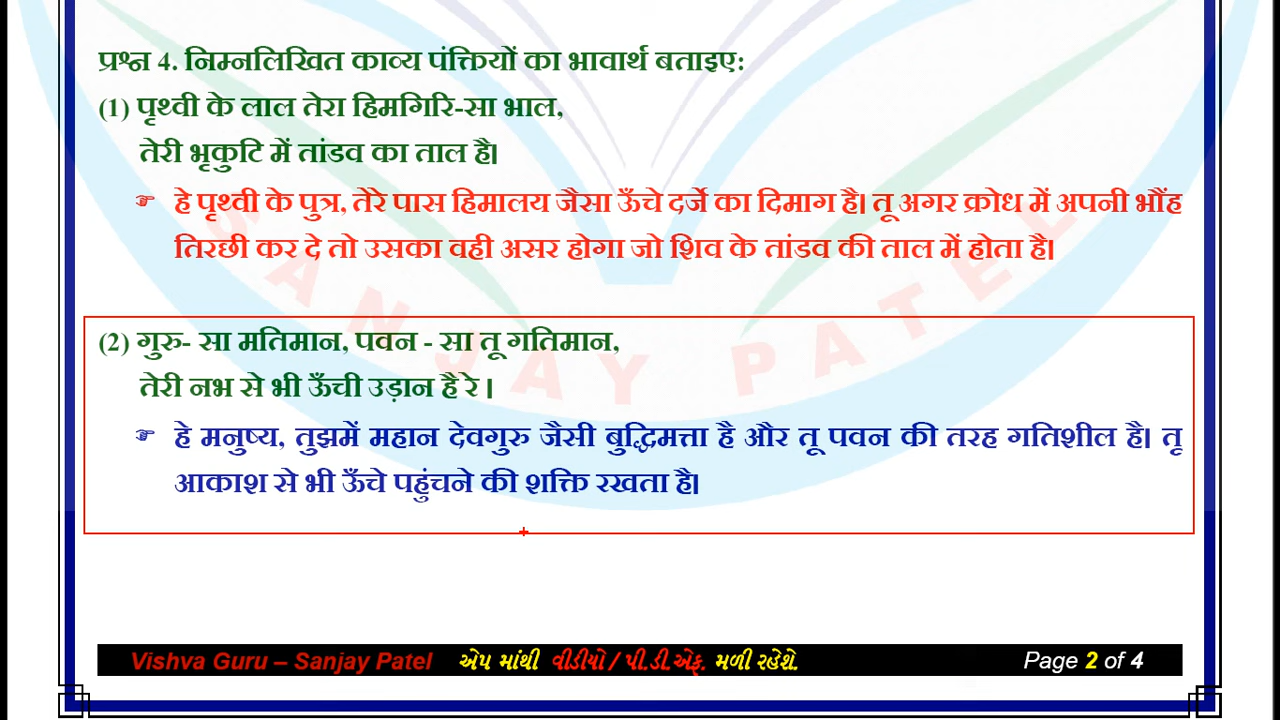 प्रश्न 4. निम्नलिखित काव्य पंक्तियों का भावार्थ बताइए:
(1) पृथ्वी के लाल तेरा हिमगिरि-सा भाल,
तेरी भृकुटि में तांडव का ताल है।
☞ हे पृथ्वी के पुत्र, तेरे पास हिमालय जैसा ऊँचे दर्जे का दिमाग है। तू अगर क्रोध में अपनी भौंह
तिरछी कर दे तो उसका वही असर होगा जो शिव के तांडव की ताल में होता है।
(2) गुरु- सा मतिमान, पवन - सा तू गतिमान,
तेरी नभ से भी ऊँची उड़ान है रे ।
☞ हे मनुष्य, तुझमें महान देवगुरु जैसी बुद्धिमत्ता है और तू पवन की तरह गतिशील है। तू
आकाश से भी ऊँचे पहुंचने की शक्ति रखता है।
SANJAY PATEL
Vishva Guru – Sanjay Patel એપ માંથી વીડીયો / પી.ડી.એફ. મળી રહેશે. Page 2 of 4